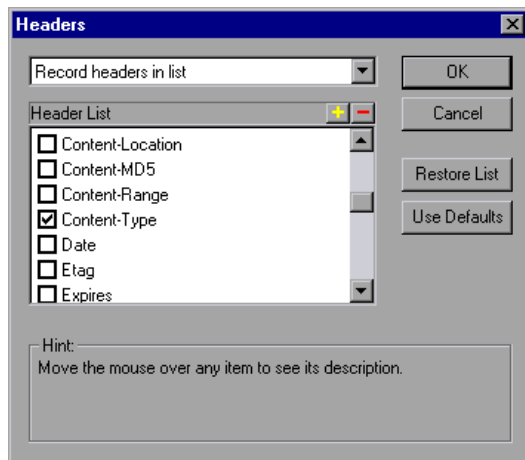 Headers
Record headers in list
OK
Header List
Cancel
Content-Location
Content-MD5
Content-Range
Content-Type
Date
Etag
Expires
Restore List
Use Defaults
Hint:
Move the mouse over any item to see its description.